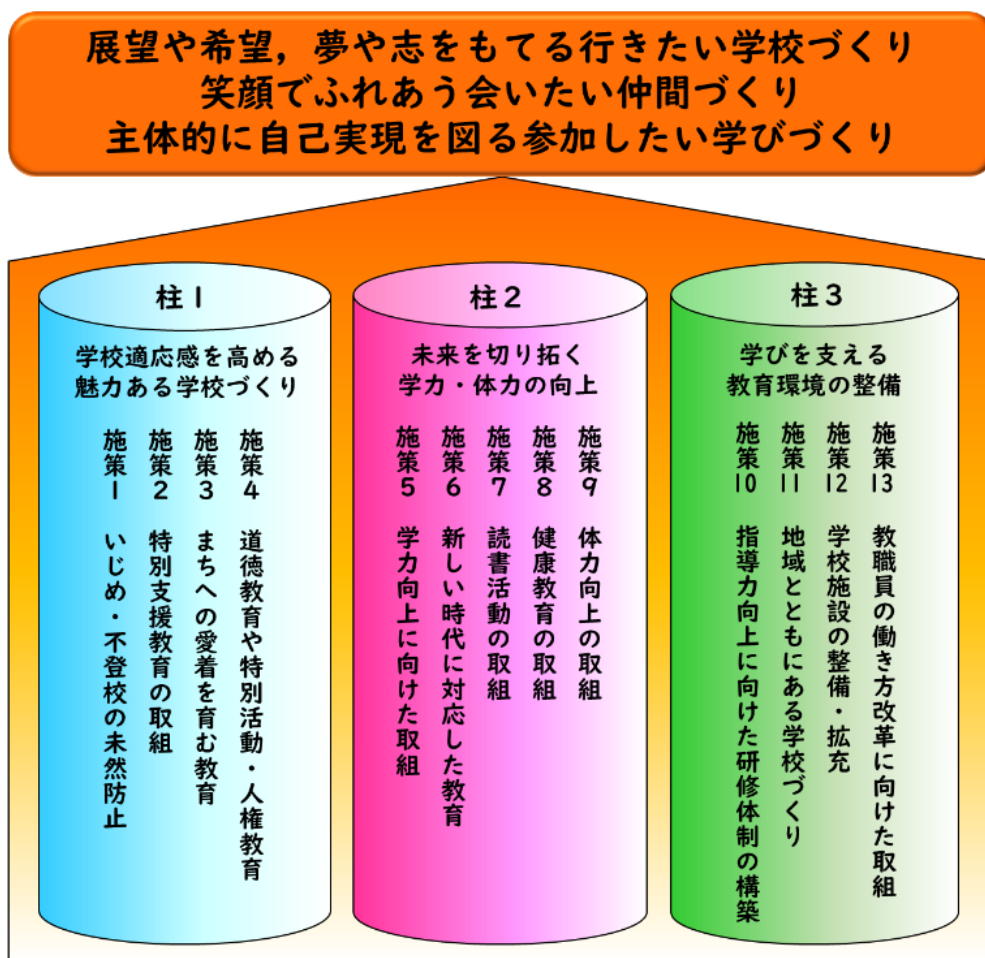 展望や希望，夢や志をもてる行きたい学校づくり
笑顔でふれあう会いたい仲間づくり
主体的に自己実現を図る参加したい学びづくり
柱１
学校適応感を高める
魅力ある学校づくり
施策１　いじめ・不登校の未然防止
施策２　特別支援教育の取組
施策３　まちへの愛着を育む教育
施策４　道徳教育や特別活動・人権教育
柱２
未来を切り拓く
学力・体力の向上
施策５　学力向上に向けた取組
施策６　新しい時代に対応した教育
施策７　読書活動の取組
施策８　健康教育の取組
施策９　体力向上の取組
柱３
学びを支える
教育環境の整備
施策10　指導力向上に向けた研修体制の構築
施策11　地域とともにある学校づくり
施策12　学校施設の整備・拡充
施策13　教職員の働き方改革に向けた取組